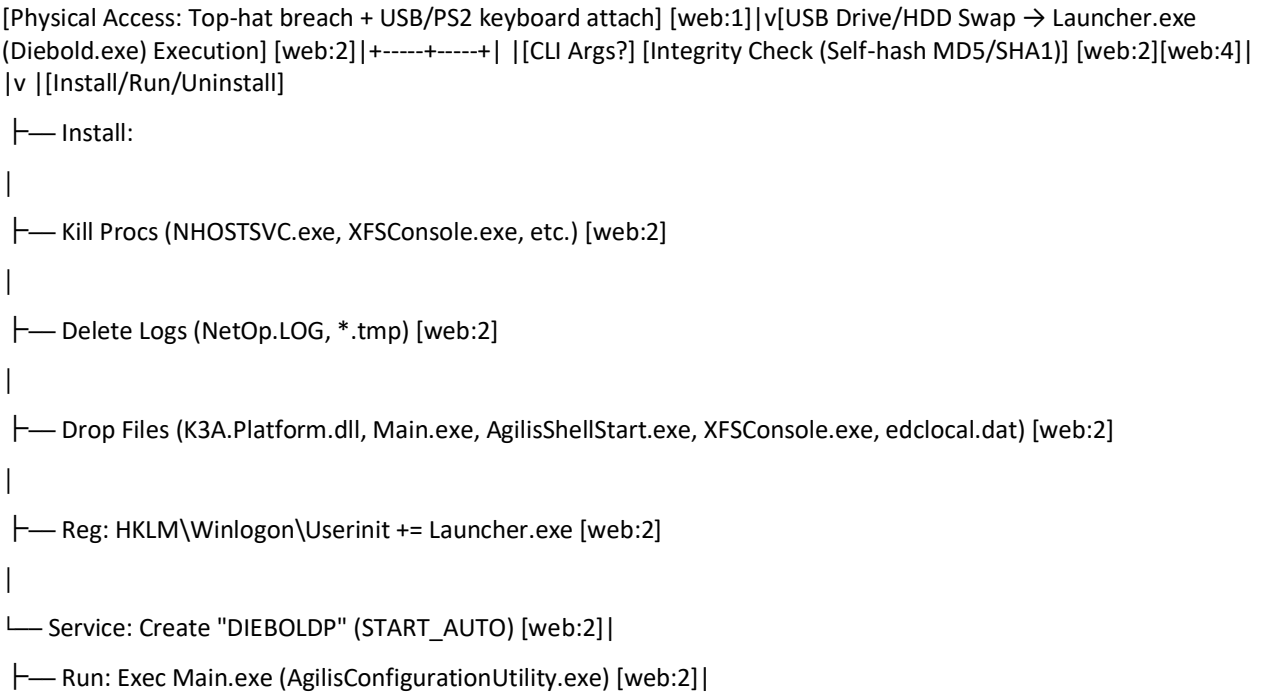 [Physical Access: Top-hat breach + USB/PS2 keyboard attach] [web:1]|v[USB Drive/HDD Swap → Launcher.exe
(Diebold.exe) Execution] [web:2]|+-----+-----+| |[CLI Args?] [Integrity Check (Self-hash MD5/SHA1)] [web:2][web:4]|
|v |[Install/Run/Uninstall]
├── Install:
│
├── Kill Procs (NHOSTSVC.exe, XFSConsole.exe, etc.) [web:2]
│
├── Delete Logs (NetOp.LOG, *.tmp) [web:2]
│
├── Drop Files (K3A.Platform.dll, Main.exe, AgilisShellStart.exe, XFSConsole.exe, edclocal.dat) [web:2]
│
├── Reg: HKLM\Winlogon\Userinit += Launcher.exe [web:2]
│
└── Service: Create "DIEBOLDP" (START_AUTO) [web:2]|
├── Run: Exec Main.exe (AgilisConfigurationUtility.exe) [web:2]|